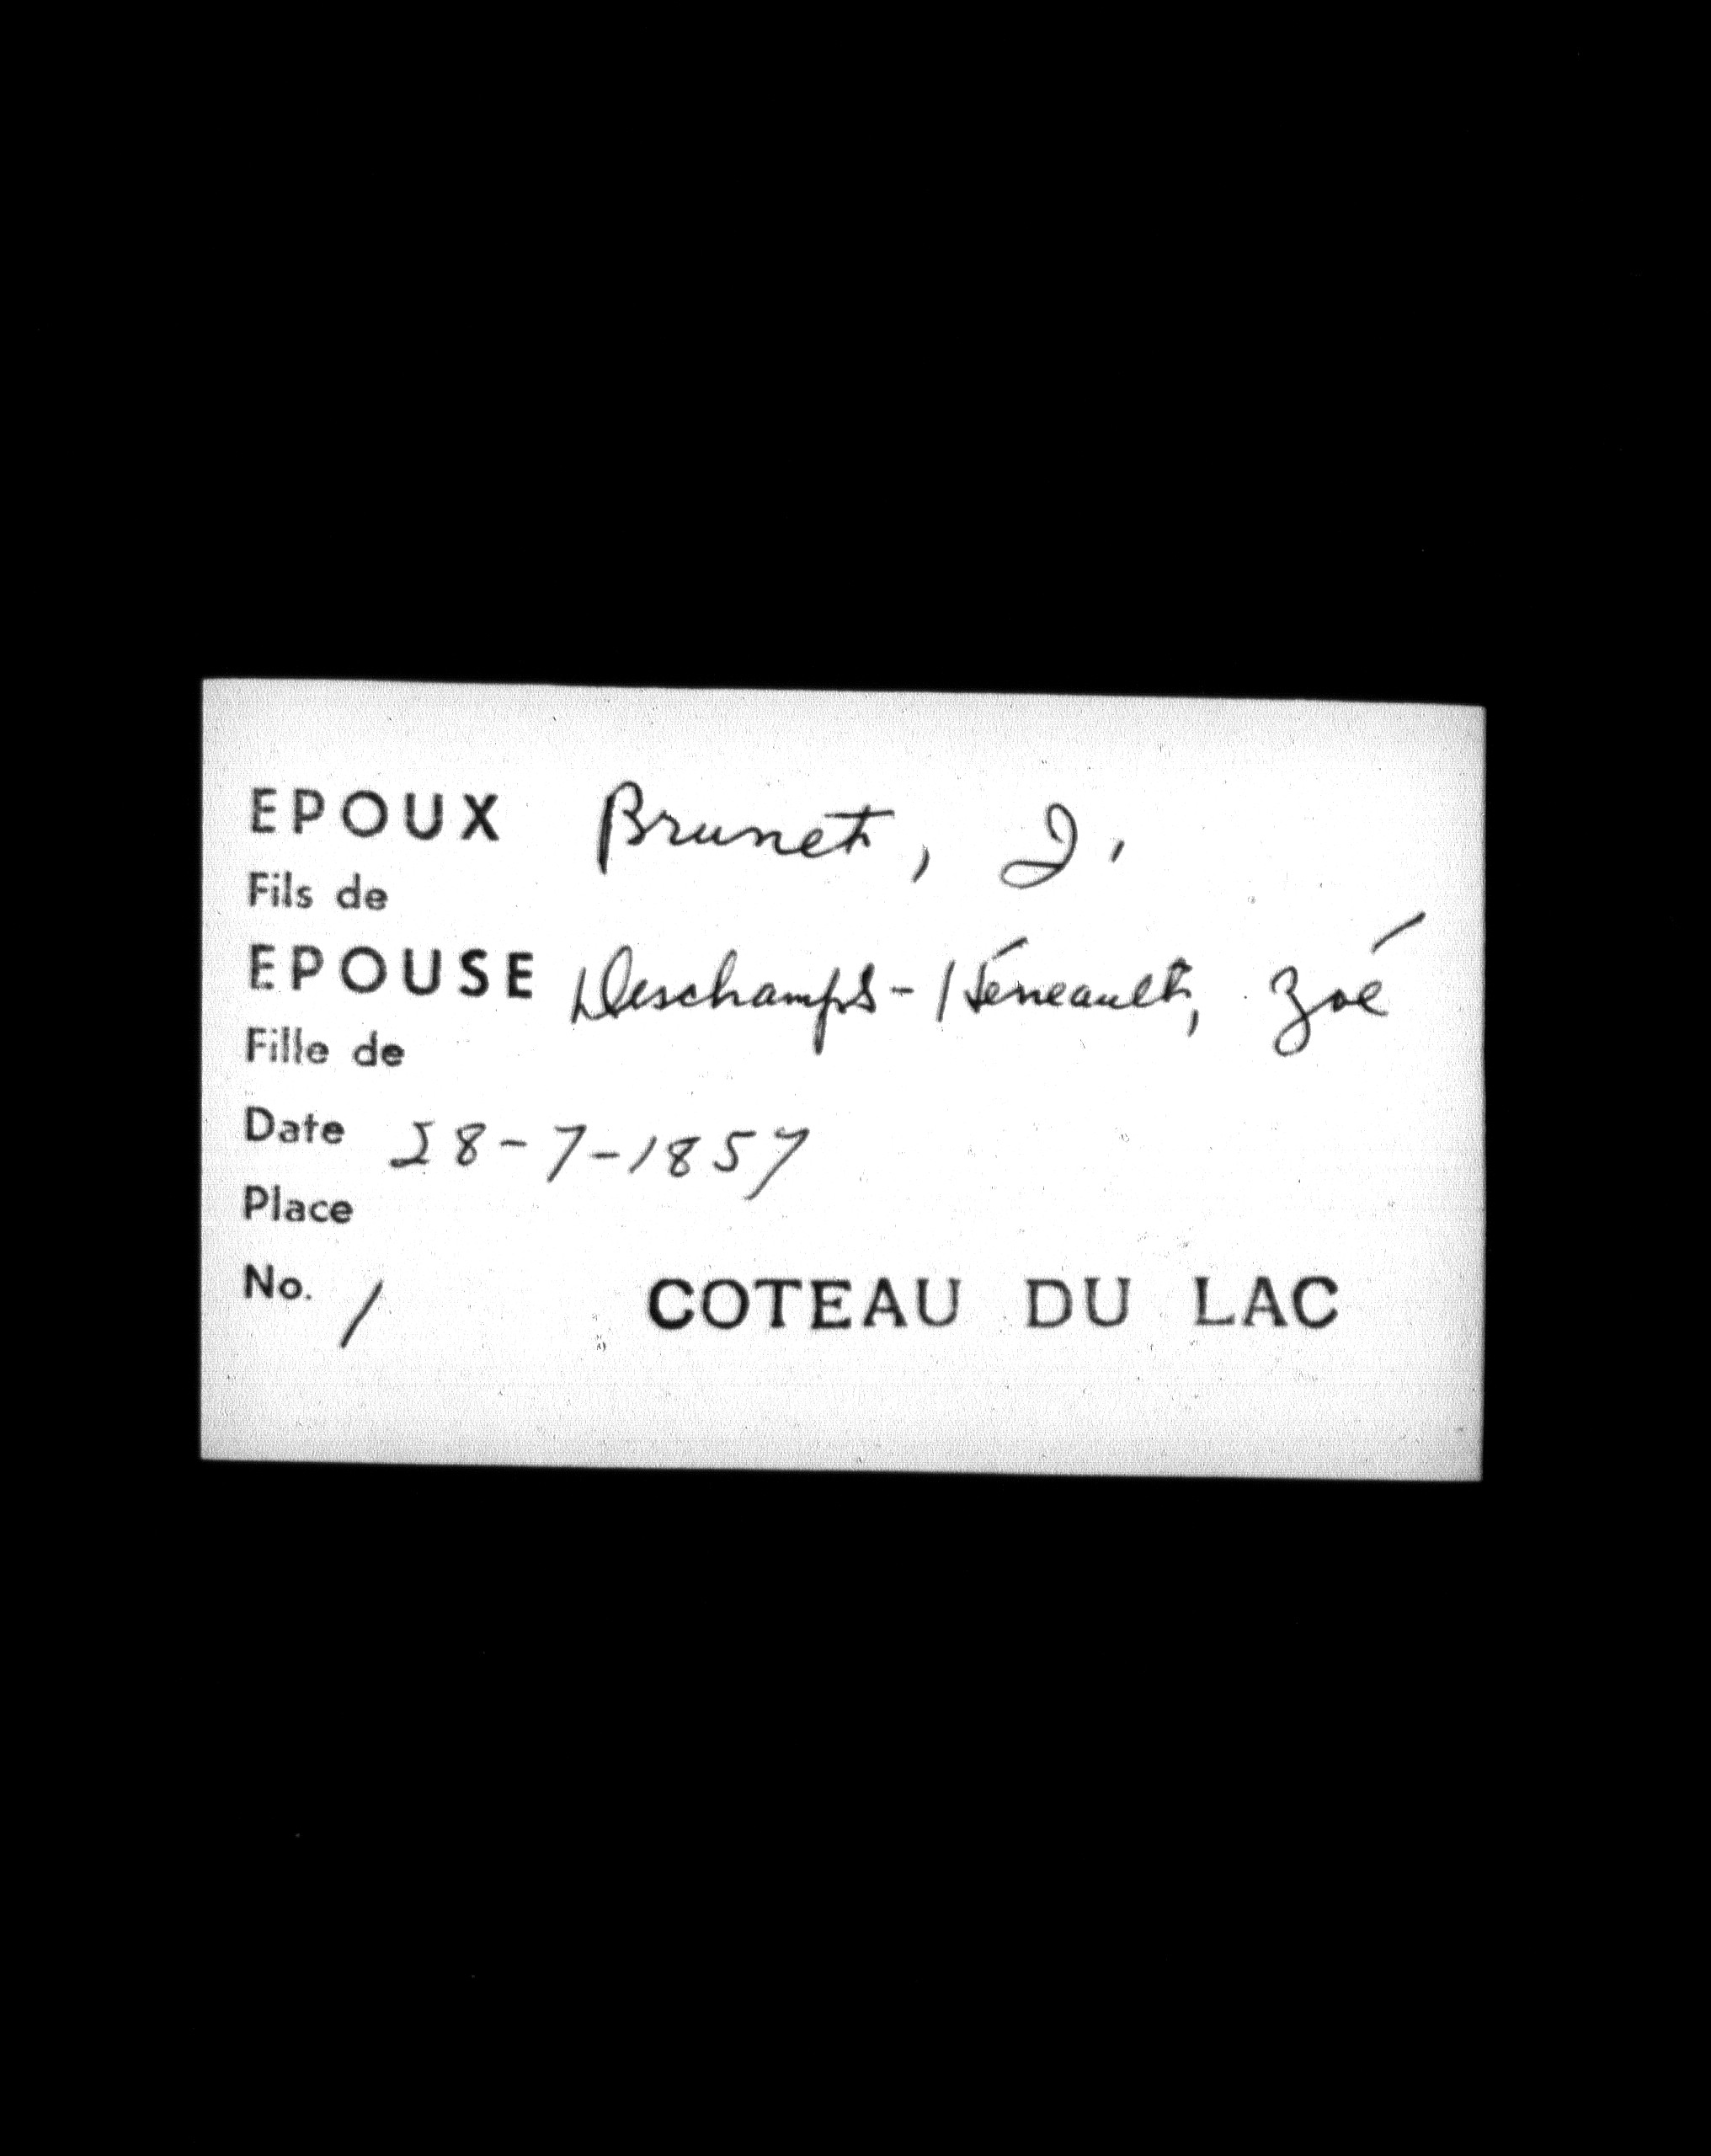 EPOUX Brunet, J.
Fils de
EPOUSE Deschamps-Héneault, Zoé
Fille de
Date 28-7-1857
Place
No. 1 COTEAU DU LAC